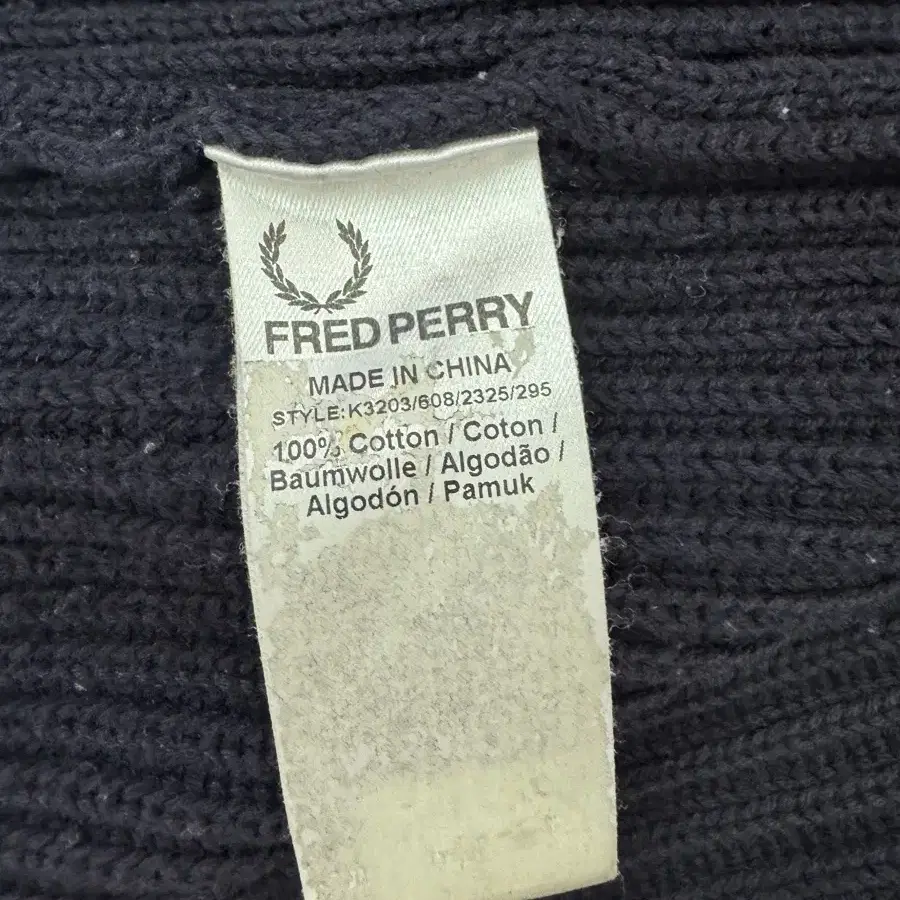 FRED PERRY
MADE IN CHINA
STYLE:K3203/608/2325/295
100% Cotton / Coton /
Baumwolle / Algodão /
Algodón / Pamuk